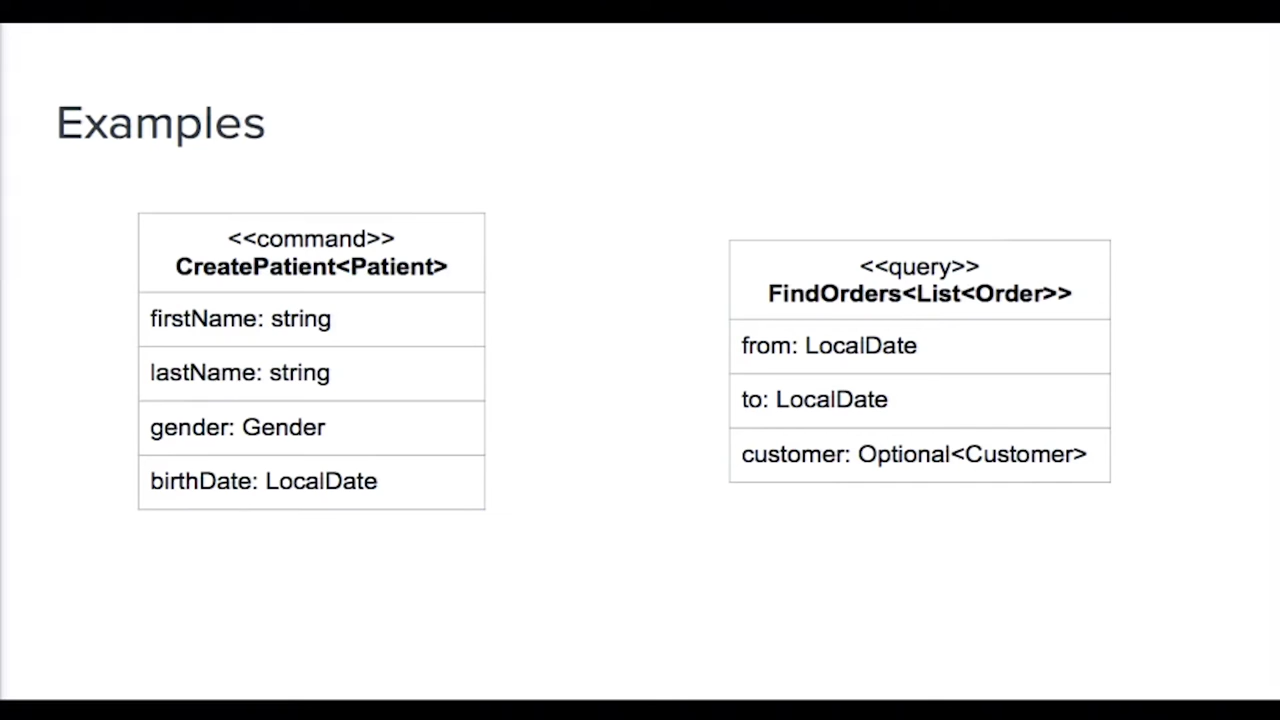 Examples
<<command>>
CreatePatient<Patient>
firstName: string
lastName: string
gender: Gender
birthDate: LocalDate
<<query>>
FindOrders<List<Order>>
from: LocalDate
to: LocalDate
customer: Optional<Customer>